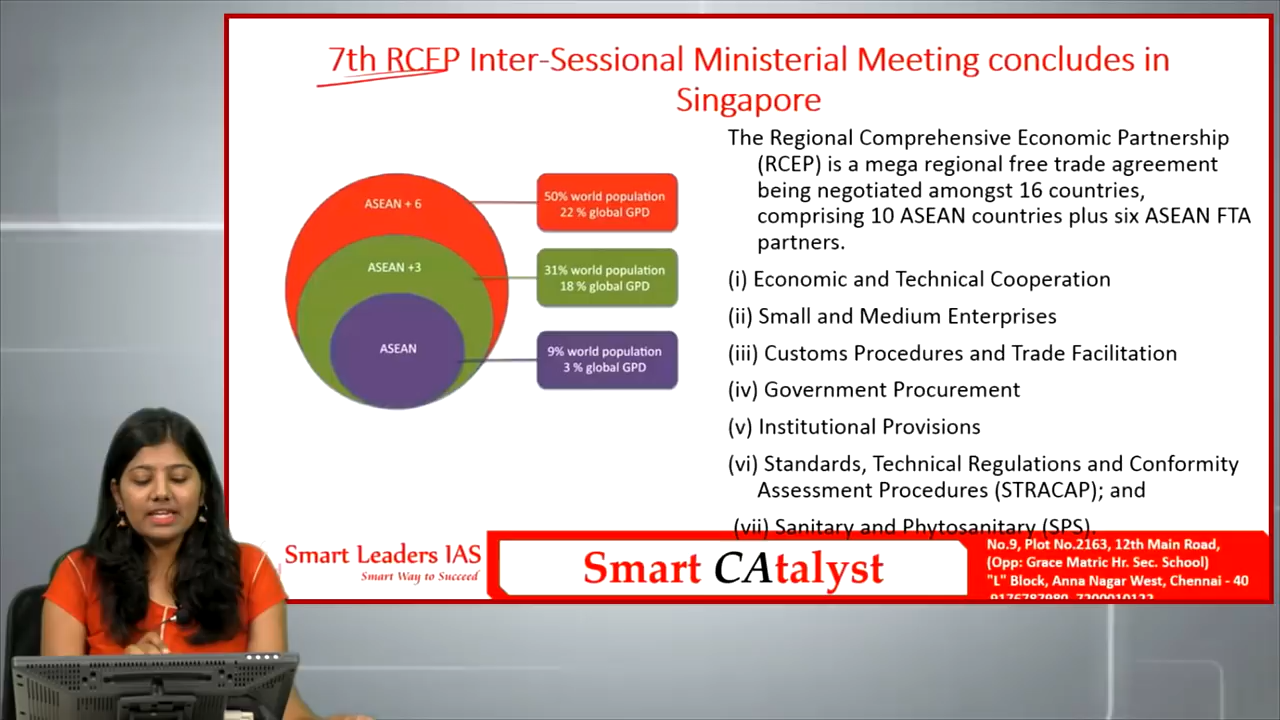 7th RCEP Inter-Sessional Ministerial Meeting concludes in
Singapore
The Regional Comprehensive Economic Partnership
(RCEP) is a mega regional free trade agreement
being negotiated amongst 16 countries,
comprising 10 ASEAN countries plus six ASEAN FTA
partners.
(i) Economic and Technical Cooperation
(ii) Small and Medium Enterprises
(iii) Customs Procedures and Trade Facilitation
(iv) Government Procurement
(v) Institutional Provisions
(vi) Standards, Technical Regulations and Conformity
Assessment Procedures (STRACAP); and
(vii) Sanitary and Phytosanitary (SPS).
ASEAN + 6
50% world population
22 % global GPD
ASEAN +3
31% world population
18 % global GPD
ASEAN
9% world population
3 % global GPD
Smart Leaders IAS
Smart Way to Succeed
Smart CAtalyst
No.9, Plot No.2163, 12th Main Road,
(Opp: Grace Matric Hr. Sec. School)
"L" Block, Anna Nagar West, Chennai - 40
9176787980, 7200010122